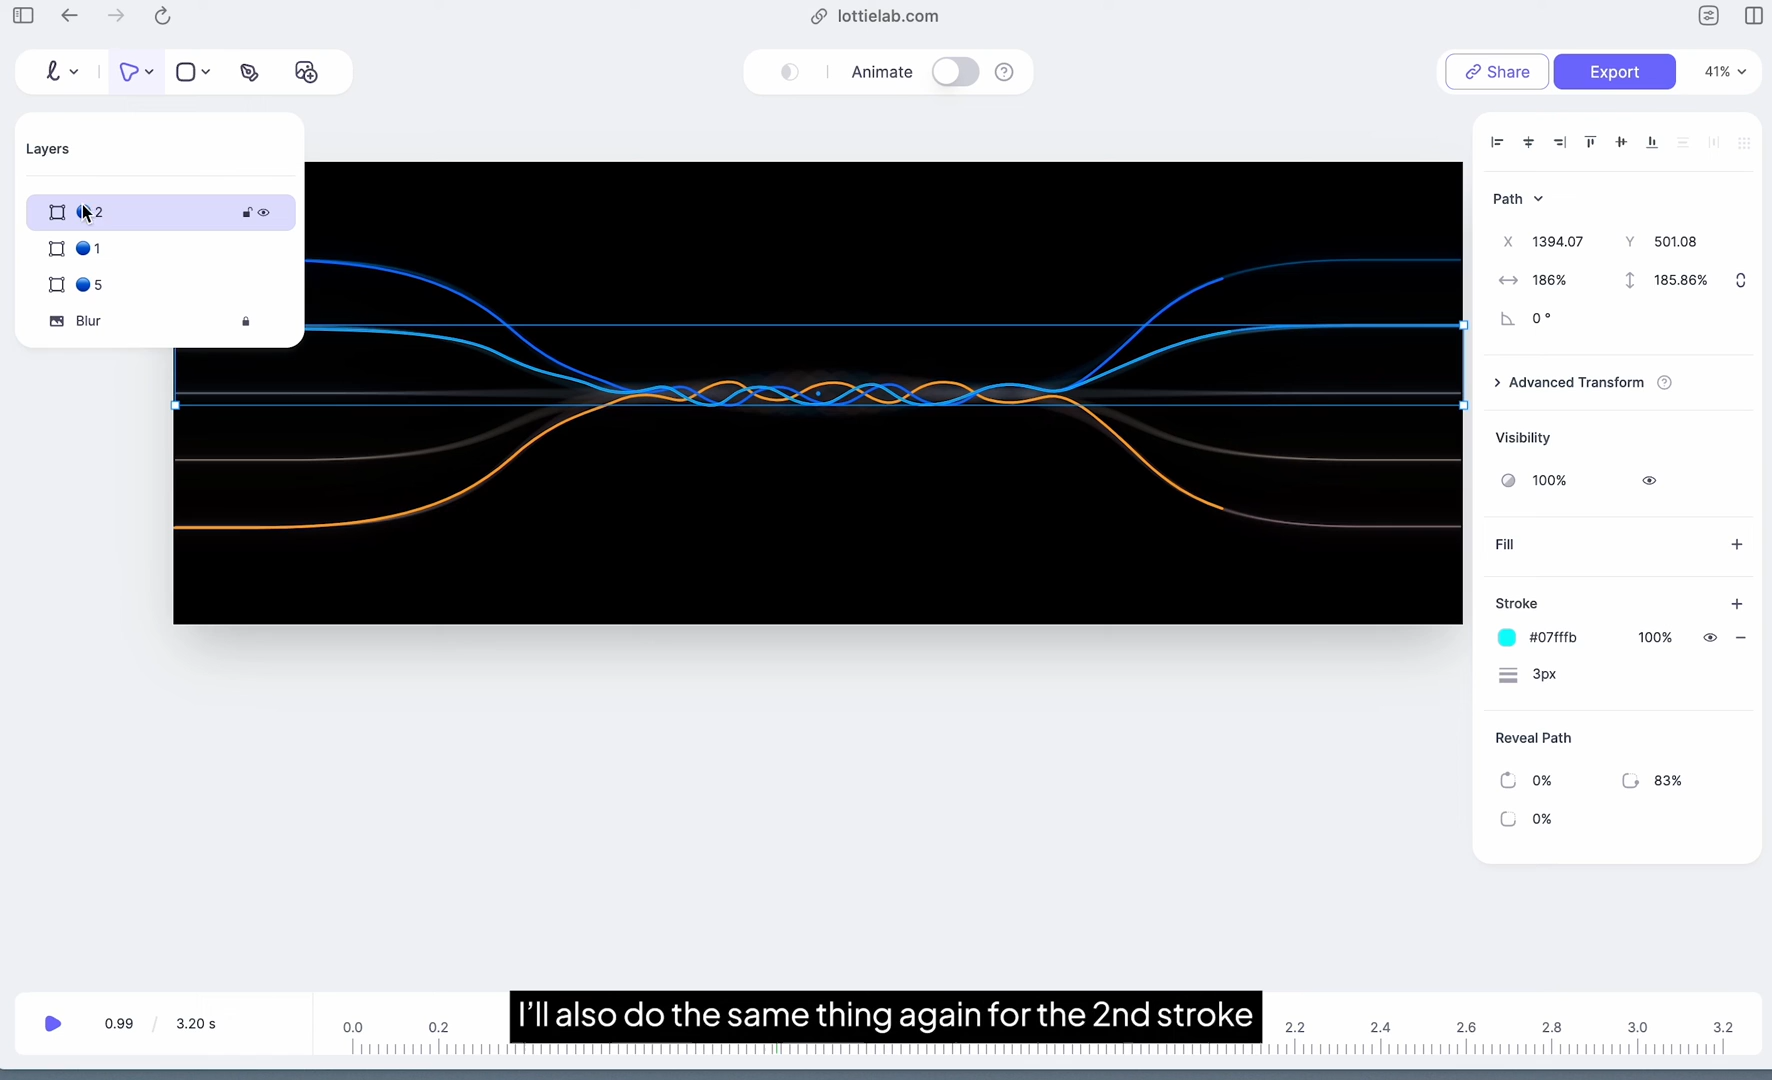 lottielab.com
Animate
Share
Export
41%
Layers
2
1
5
Blur
Path
X 1394.07 Y 501.08
186% 185.86%
0 °
Advanced Transform
Visibility
100%
Fill
Stroke
#07fffb 100%
3px
Reveal Path
0% 83%
0%
0.99 / 3.20 s
0.0 0.2 2.2 2.4 2.6 2.8 3.0 3.2
I'll also do the same thing again for the 2nd stroke